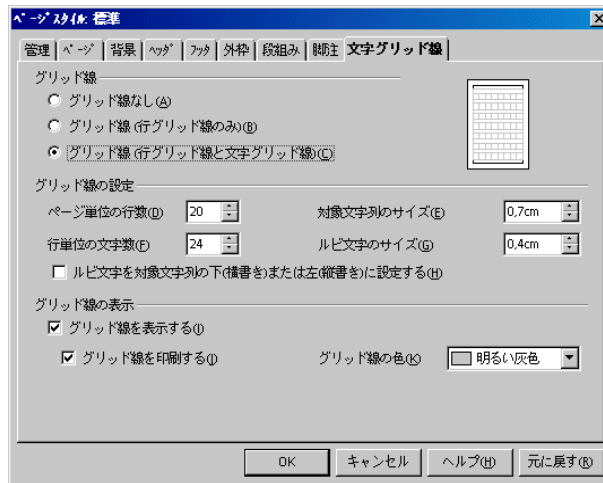 ページスタイル: 標準
管理 ページ 背景 ヘッダ フッタ 外枠 段組み 脚注 文字グリッド線
グリッド線
グリッド線なし(A)
グリッド線(行グリッド線のみ)(B)
グリッド線(行グリッド線と文字グリッド線)(C)
グリッド線の設定
ページ単位の行数(D) 20 対象文字列のサイズ(E) 0,7cm
行単位の文字数(F) 24 ルビ文字のサイズ(G) 0,4cm
ルビ文字を対象文字列の下(横書き)または左(縦書き)に設定する(H)
グリッド線の表示
グリッド線を表示する(I)
グリッド線を印刷する(J) グリッド線の色(K) 明るい灰色
OK キャンセル ヘルプ(H) 元に戻す(R)